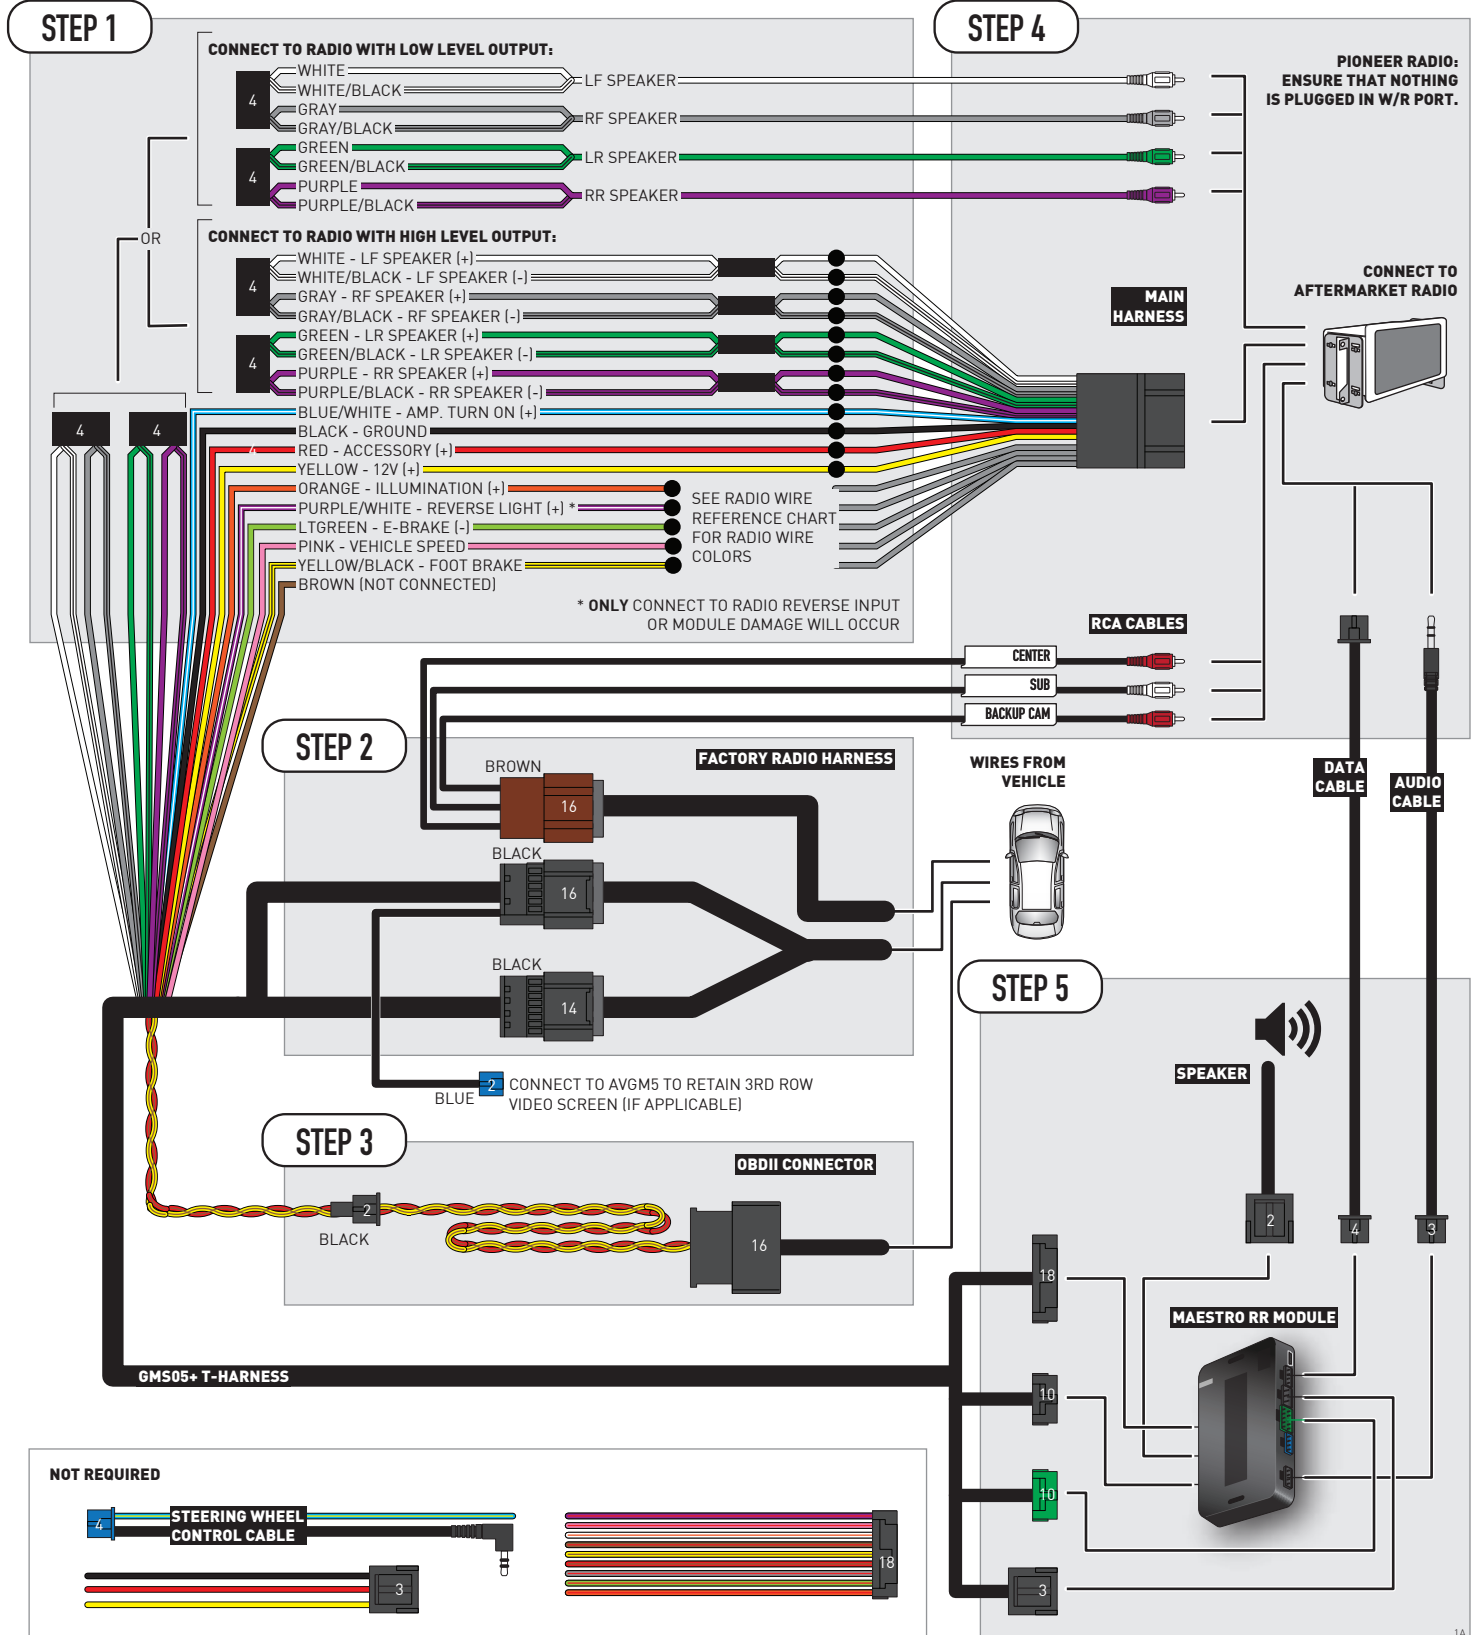 STEP 1
CONNECT TO RADIO WITH LOW LEVEL OUTPUT:
4
WHITE
WHITE/BLACK
LF SPEAKER
GRAY
GRAY/BLACK
RF SPEAKER
4
GREEN
GREEN/BLACK
LR SPEAKER
PURPLE
PURPLE/BLACK
RR SPEAKER
OR
CONNECT TO RADIO WITH HIGH LEVEL OUTPUT:
4
WHITE - LF SPEAKER (+)
WHITE/BLACK - LF SPEAKER (-)
GRAY - RF SPEAKER (+)
GRAY/BLACK - RF SPEAKER (-)
4
GREEN - LR SPEAKER (+)
GREEN/BLACK - LR SPEAKER (-)
PURPLE - RR SPEAKER (+)
PURPLE/BLACK - RR SPEAKER (-)
4
4
BLUE/WHITE - AMP. TURN ON (+)
BLACK - GROUND
4
RED - ACCESSORY (+)
YELLOW - 12V (+)
ORANGE - ILLUMINATION (+)
PURPLE/WHITE - REVERSE LIGHT (+) *
LTGREEN - E-BRAKE (-)
PINK - VEHICLE SPEED
YELLOW/BLACK - FOOT BRAKE
BROWN (NOT CONNECTED)
SEE RADIO WIRE
REFERENCE CHART
FOR RADIO WIRE
COLORS
* ONLY CONNECT TO RADIO REVERSE INPUT
OR MODULE DAMAGE WILL OCCUR
STEP 4
PIONEER RADIO:
ENSURE THAT NOTHING
IS PLUGGED IN W/R PORT.
CONNECT TO
AFTERMARKET RADIO
MAIN
HARNESS
RCA CABLES
CENTER
SUB
BACKUP CAM
DATA
CABLE
AUDIO
CABLE
STEP 2
FACTORY RADIO HARNESS
WIRES FROM
VEHICLE
BROWN
16
BLACK
16
BLACK
14
2
BLUE
CONNECT TO AVGM5 TO RETAIN 3RD ROW
VIDEO SCREEN (IF APPLICABLE)
STEP 3
OBDII CONNECTOR
2
BLACK
16
STEP 5
SPEAKER
2
4
3
18
MAESTRO RR MODULE
10
10
3
GMS05+ T-HARNESS
NOT REQUIRED
4
STEERING WHEEL
CONTROL CABLE
3
18
1A